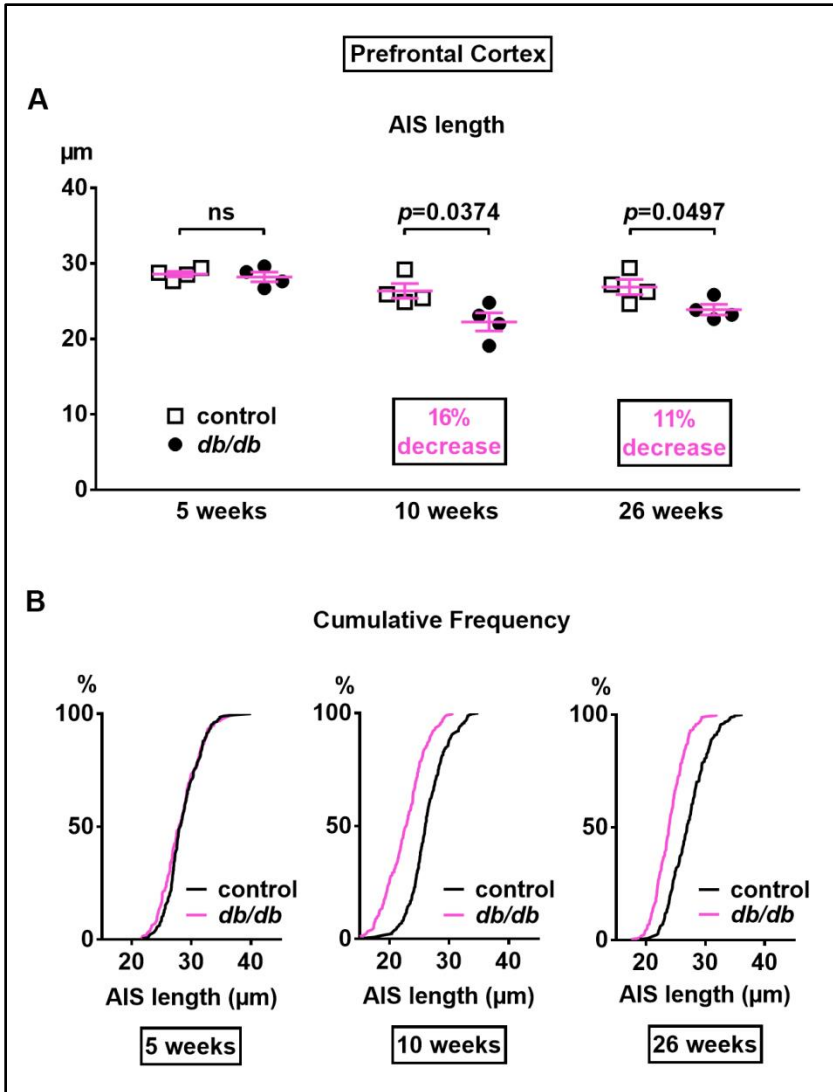 Prefrontal Cortex
A
AIS length
µm
40
30
20
10
0
ns
p=0.0374
p=0.0497
control
db/db
16%
decrease
11%
decrease
5 weeks
10 weeks
26 weeks
B
Cumulative Frequency
%
100
50
0
control
db/db
20 30 40
AIS length (µm)
5 weeks
%
100
50
0
control
db/db
20 30 40
AIS length (µm)
10 weeks
%
100
50
0
control
db/db
20 30 40
AIS length (µm)
26 weeks